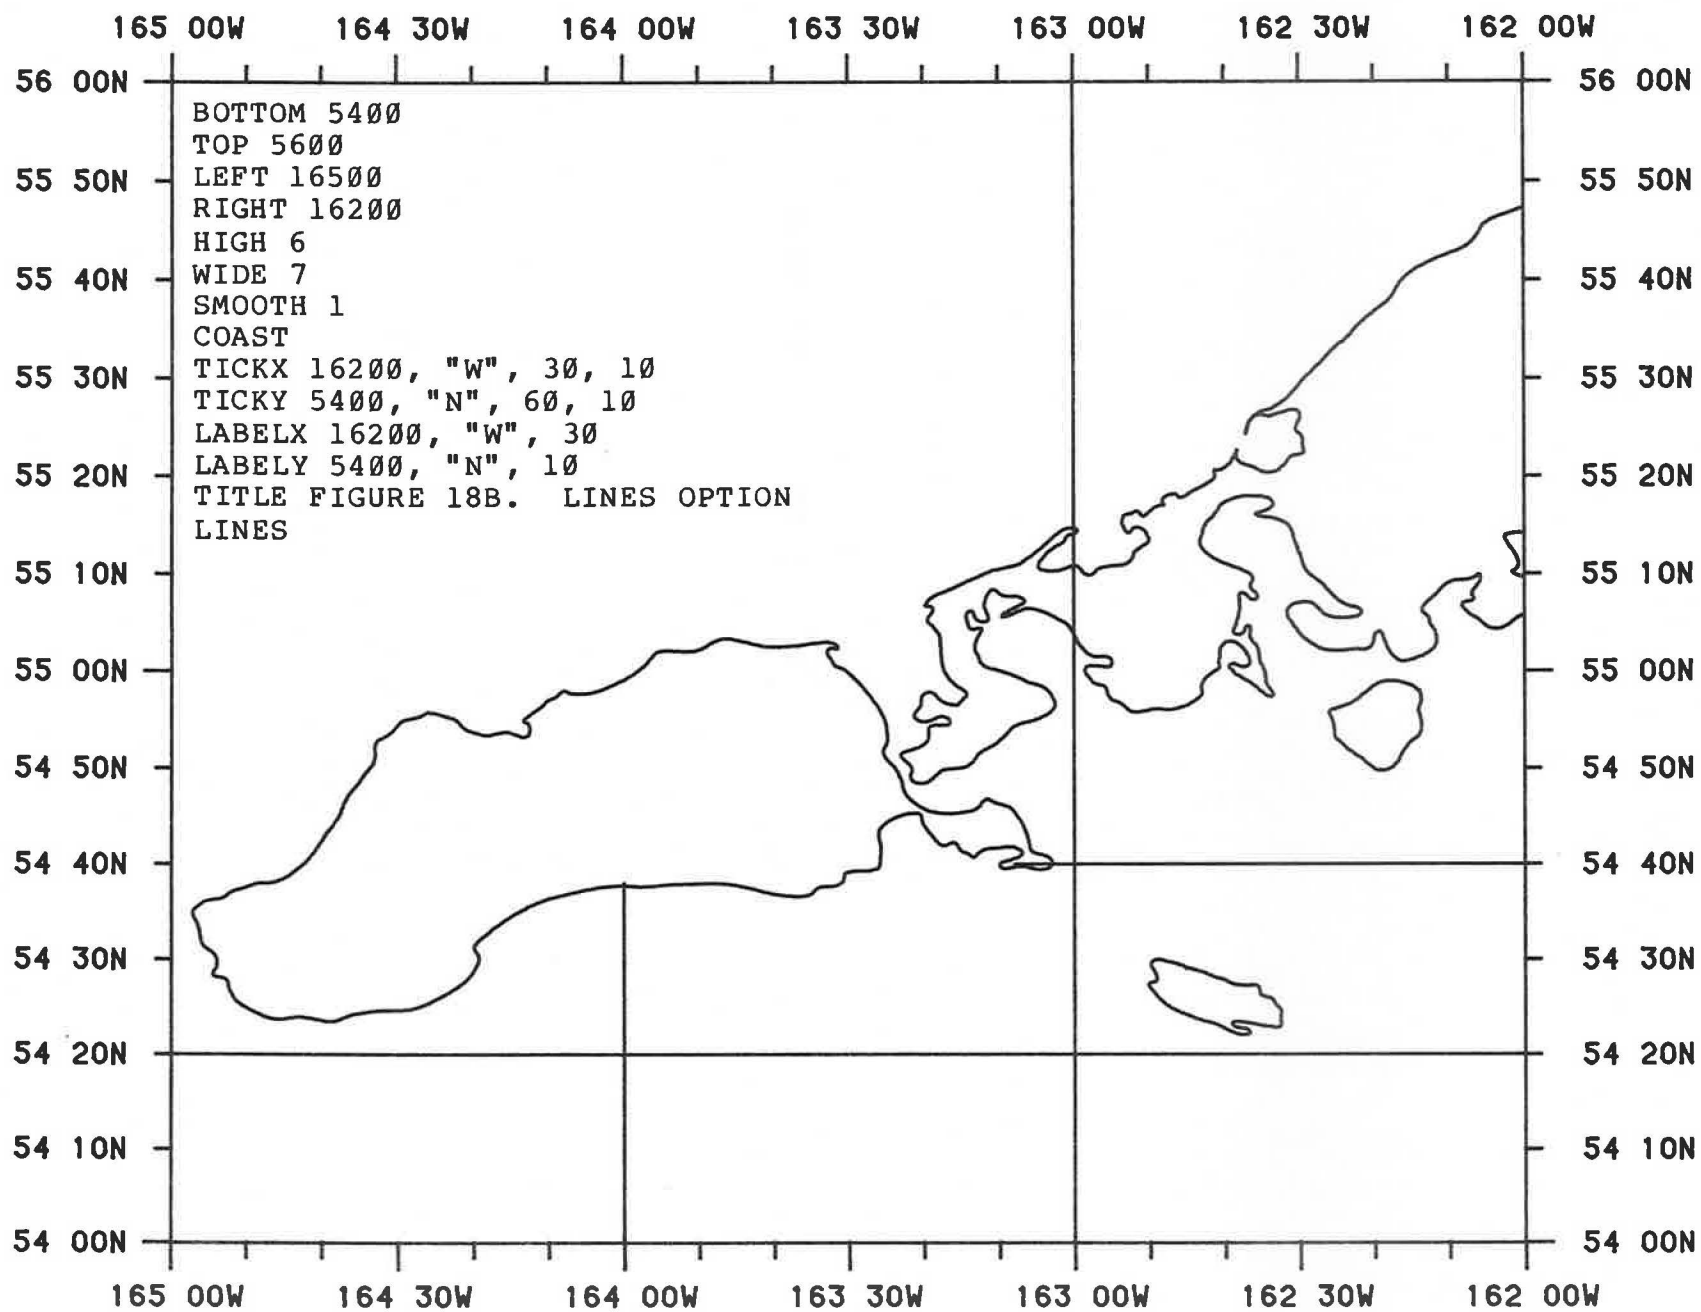 165 00W 164 30W 164 00W 163 30W 163 00W 162 30W 162 00W
56 00N 56 00N
BOTTOM 5400
TOP 5600
55 50N LEFT 16500 55 50N
RIGHT 16200
HIGH 6
55 40N WIDE 7 55 40N
SMOOTH 1
COAST
55 30N TICKX 16200, "W", 30, 10 55 30N
TICKY 5400, "N", 60, 10
LABELX 16200, "W", 30
55 20N LABELY 5400, "N", 10 55 20N
TITLE FIGURE 18B. LINES OPTION
LINES
55 10N 55 10N
55 00N 55 00N
54 50N 54 50N
54 40N 54 40N
54 30N 54 30N
54 20N 54 20N
54 10N 54 10N
54 00N 54 00N
165 00W 164 30W 164 00W 163 30W 163 00W 162 30W 162 00W